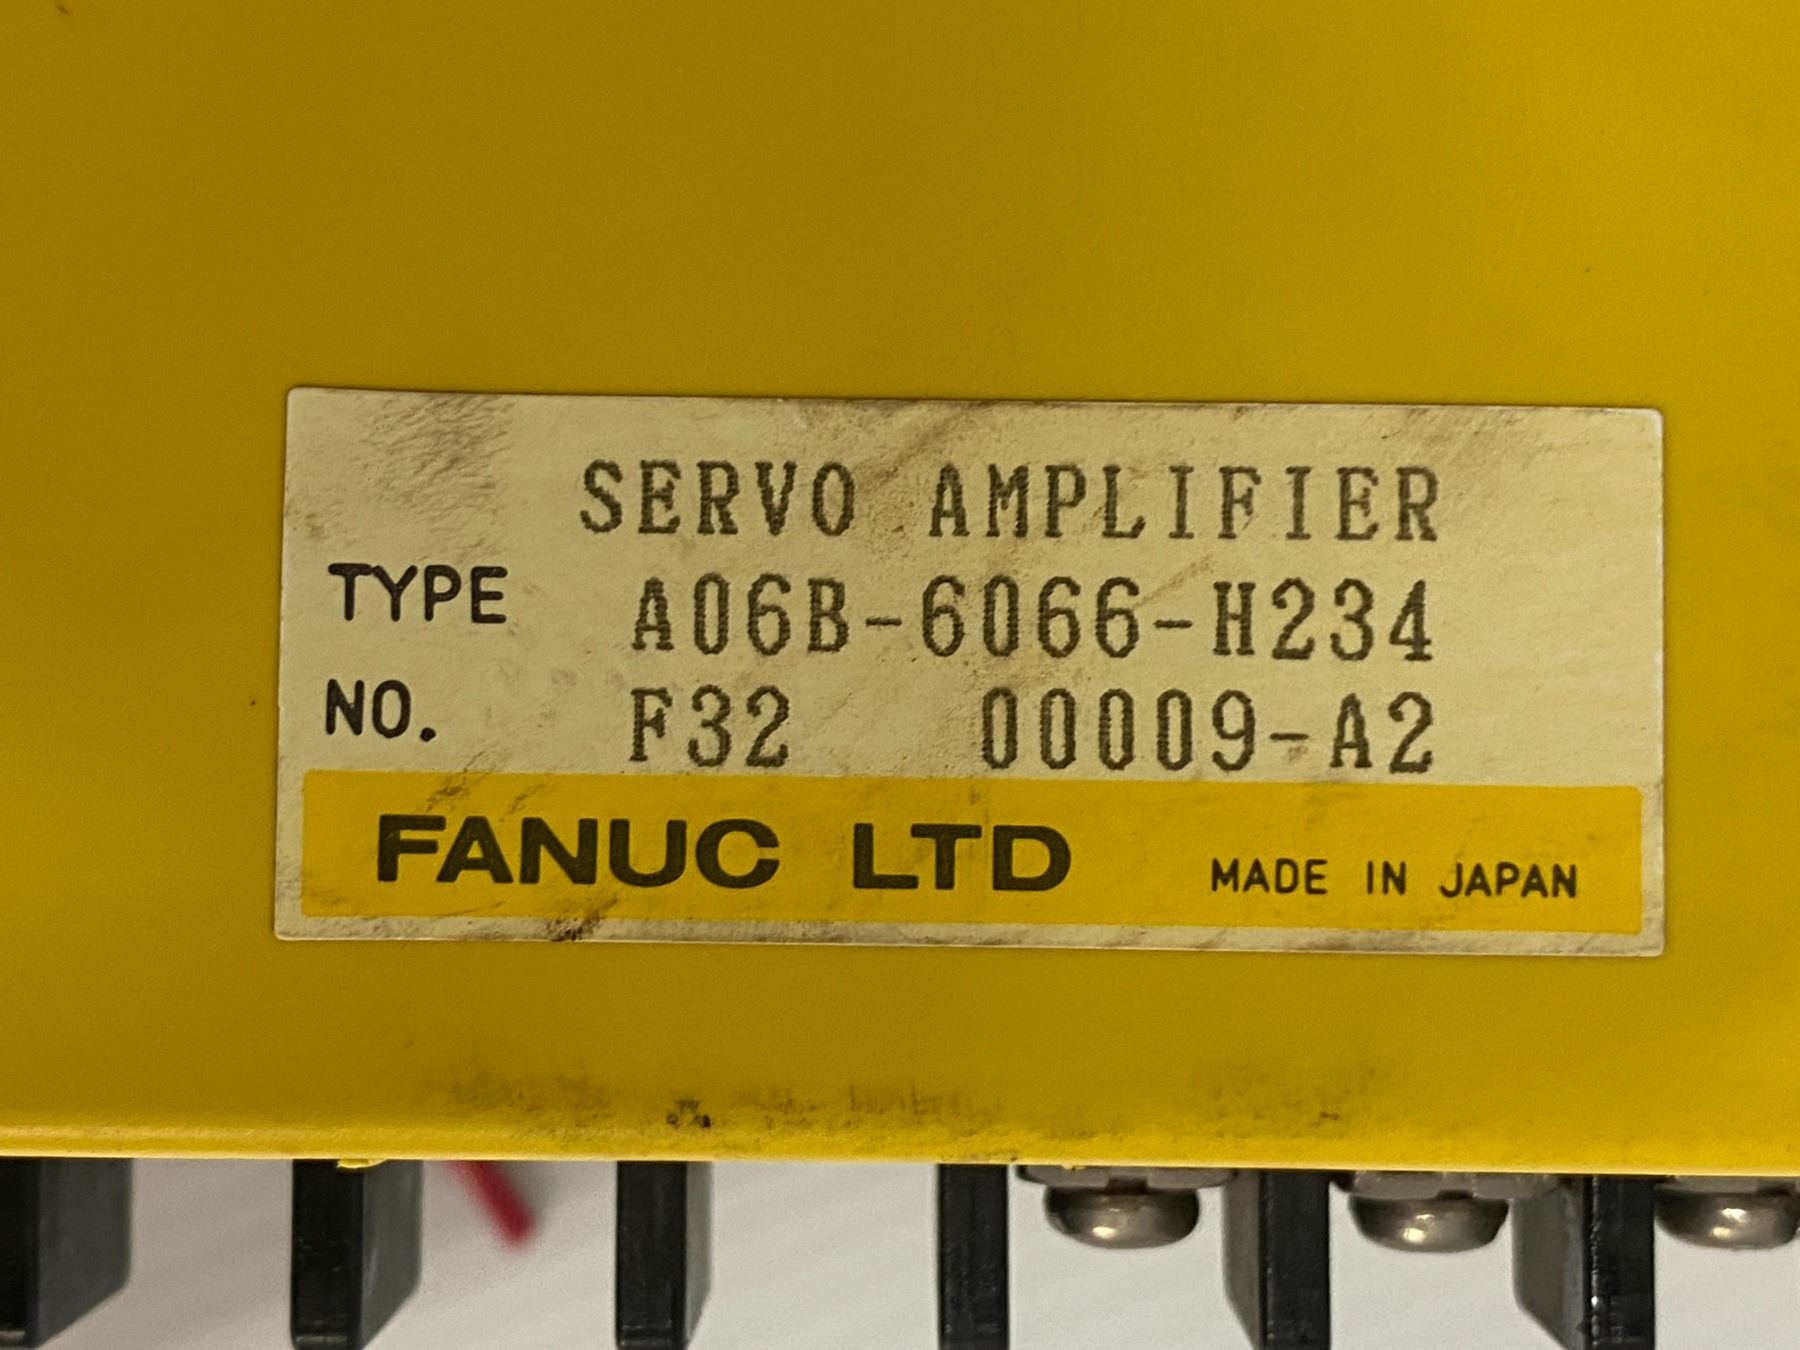 SERVO AMPLIFIER
TYPE A06B-6066-H234
NO. F32 00009-A2
FANUC LTD MADE IN JAPAN